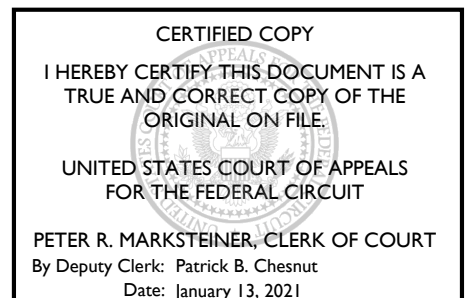 CERTIFIED COPY
I HEREBY CERTIFY THIS DOCUMENT IS A
TRUE AND CORRECT COPY OF THE
ORIGINAL ON FILE.
UNITED STATES COURT OF APPEALS
FOR THE FEDERAL CIRCUIT
PETER R. MARKSTEINER, CLERK OF COURT
By Deputy Clerk: Patrick B. Chesnut
Date: January 13, 2021